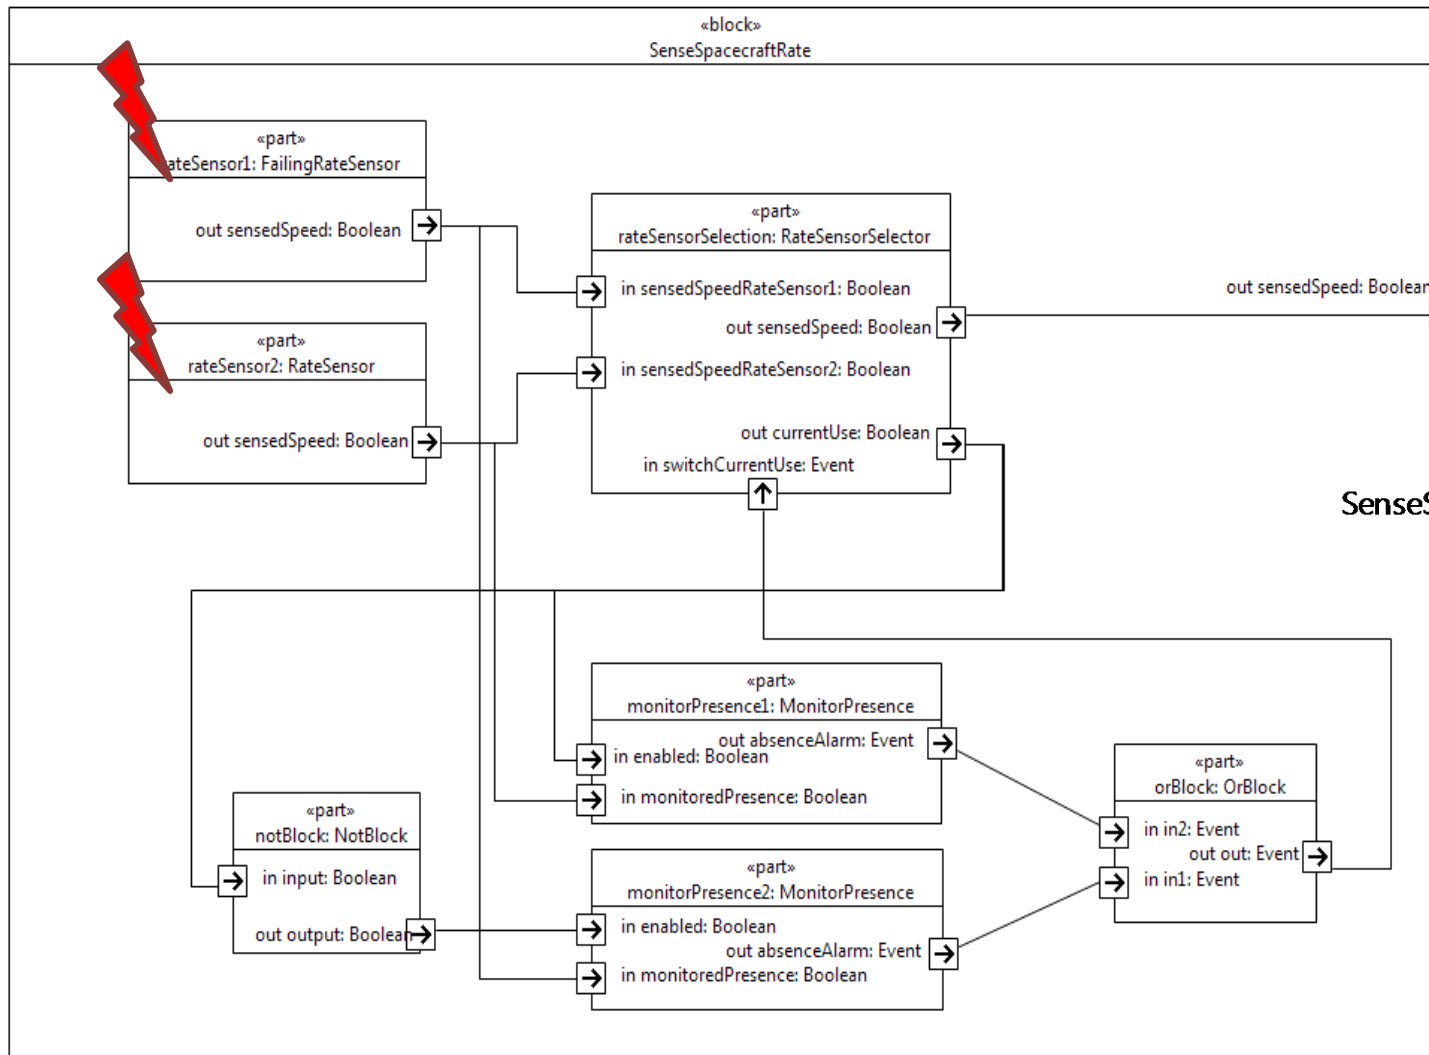 «block»
SenseSpacecraftRate
«part»
rateSensor1: FailingRateSensor
out sensedSpeed: Boolean
«part»
rateSensorSelection: RateSensorSelector
in sensedSpeedRateSensor1: Boolean
out sensedSpeed: Boolean
in sensedSpeedRateSensor2: Boolean
out currentUse: Boolean
in switchCurrentUse: Event
out sensedSpeed: Boolean
«part»
rateSensor2: RateSensor
out sensedSpeed: Boolean
SenseS
«part»
monitorPresence1: MonitorPresence
out absenceAlarm: Event
in enabled: Boolean
in monitoredPresence: Boolean
«part»
orBlock: OrBlock
in in2: Event
out out: Event
in in1: Event
«part»
notBlock: NotBlock
in input: Boolean
out output: Boolean
«part»
monitorPresence2: MonitorPresence
in enabled: Boolean
out absenceAlarm: Event
in monitoredPresence: Boolean